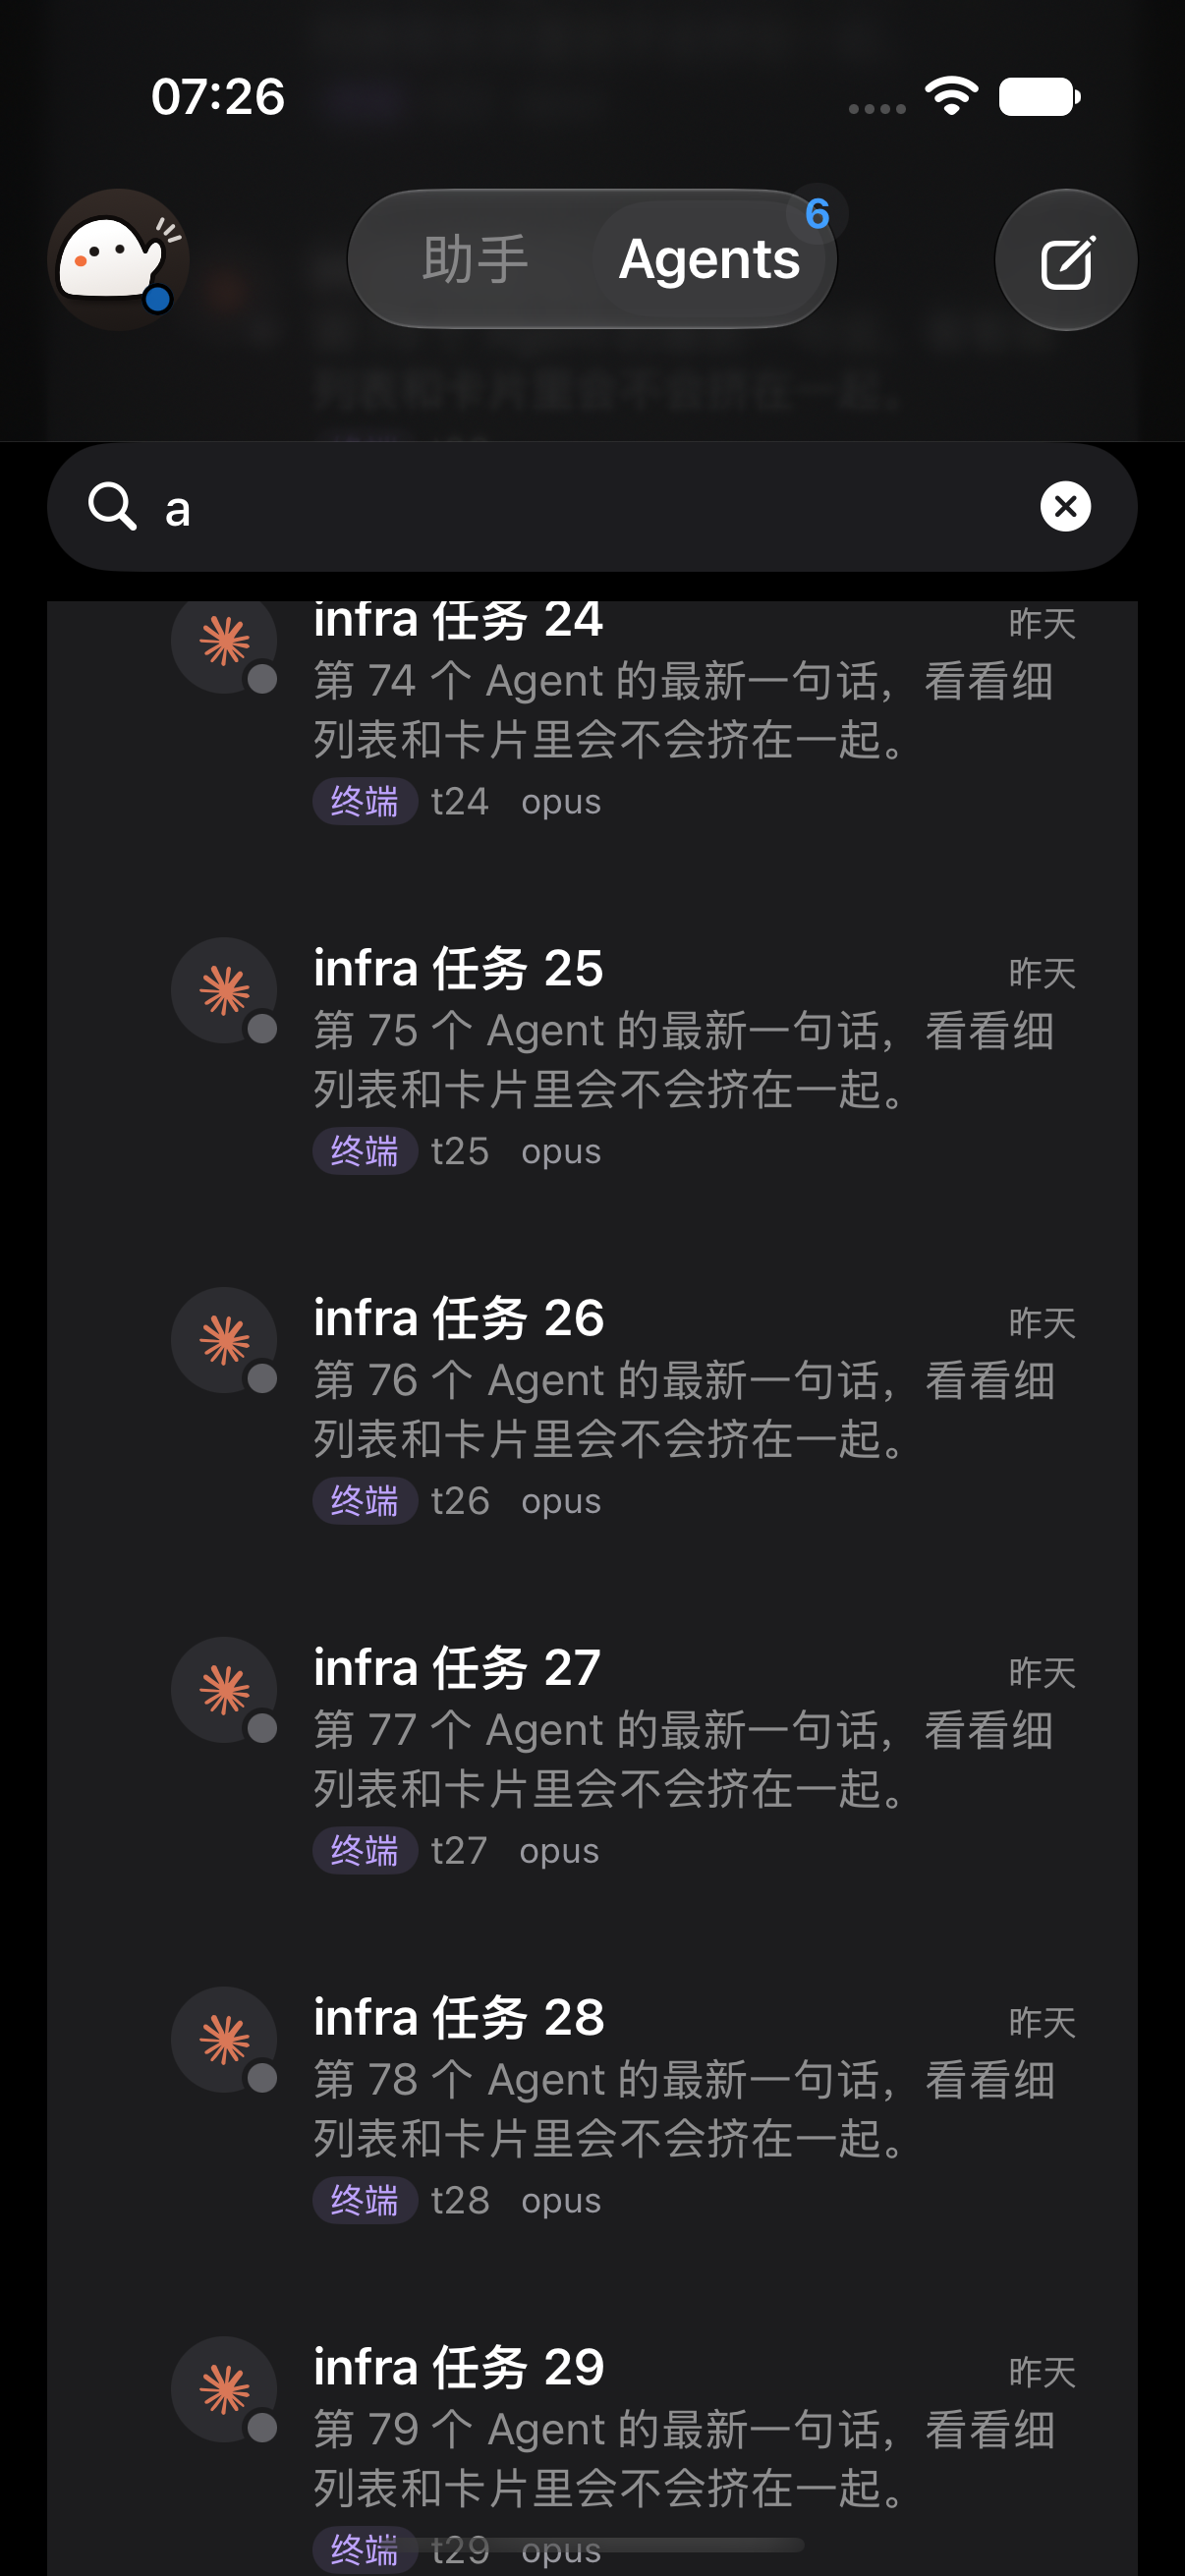 07:26
助手
Agents
6
a
infra 任务 24
昨天
第 74 个 Agent 的最新一句话，看看细
列表和卡片里会不会挤在一起。
终端 t24 opus
infra 任务 25
昨天
第 75 个 Agent 的最新一句话，看看细
列表和卡片里会不会挤在一起。
终端 t25 opus
infra 任务 26
昨天
第 76 个 Agent 的最新一句话，看看细
列表和卡片里会不会挤在一起。
终端 t26 opus
infra 任务 27
昨天
第 77 个 Agent 的最新一句话，看看细
列表和卡片里会不会挤在一起。
终端 t27 opus
infra 任务 28
昨天
第 78 个 Agent 的最新一句话，看看细
列表和卡片里会不会挤在一起。
终端 t28 opus
infra 任务 29
昨天
第 79 个 Agent 的最新一句话，看看细
列表和卡片里会不会挤在一起。
终端 t29 opus